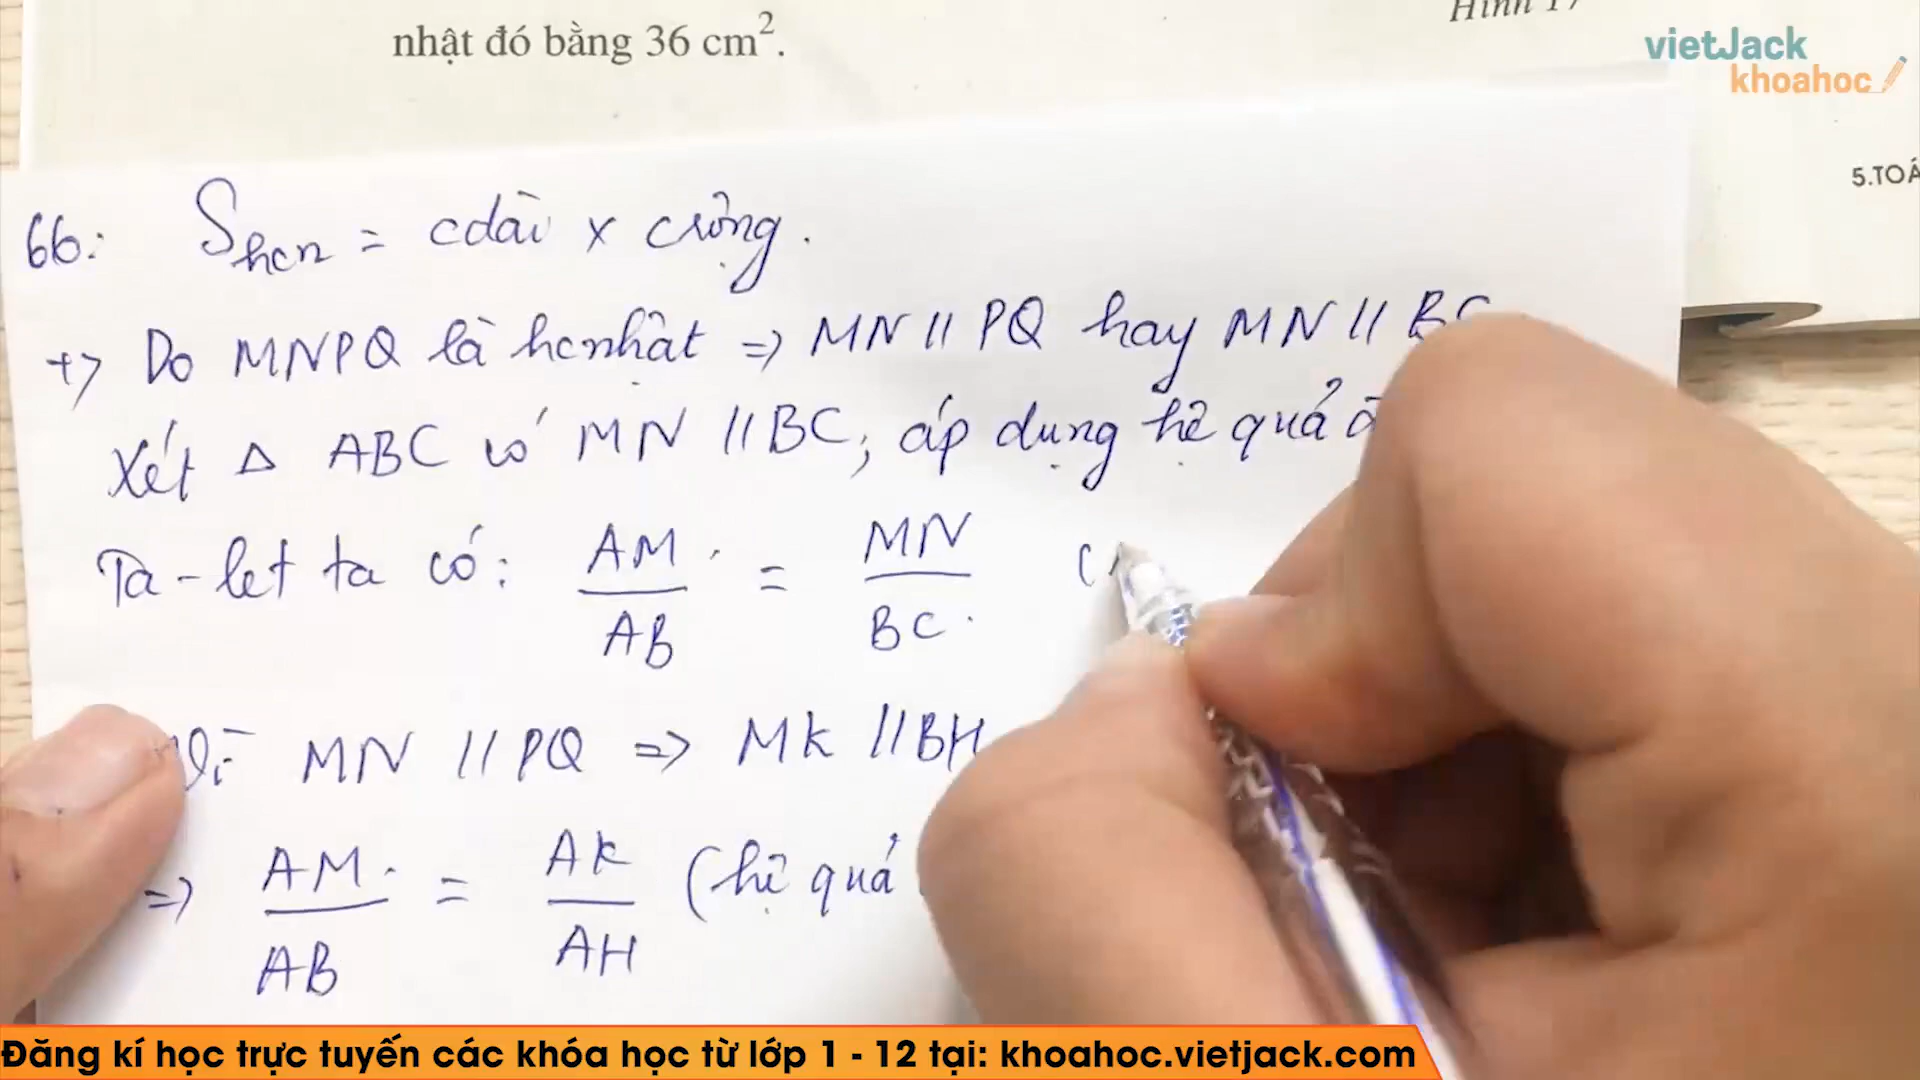 nhật đó bằng 36 cm².
Hình 17
vietJack
khoahoc
5.TOÁ
66: Shcn = cdài x crộng.
+> Do MNPQ là hcnhật => MN // PQ hay MN // BC
Xét Δ ABC có MN // BC, áp dụng hệ quả
Ta-let ta có: AM/AB = MN/BC.
Vì MN // PQ => MK // BH
=> AM/AB = AK/AH (hệ quả
Đăng kí học trực tuyến các khóa học từ lớp 1 - 12 tại: khoahoc.vietjack.com